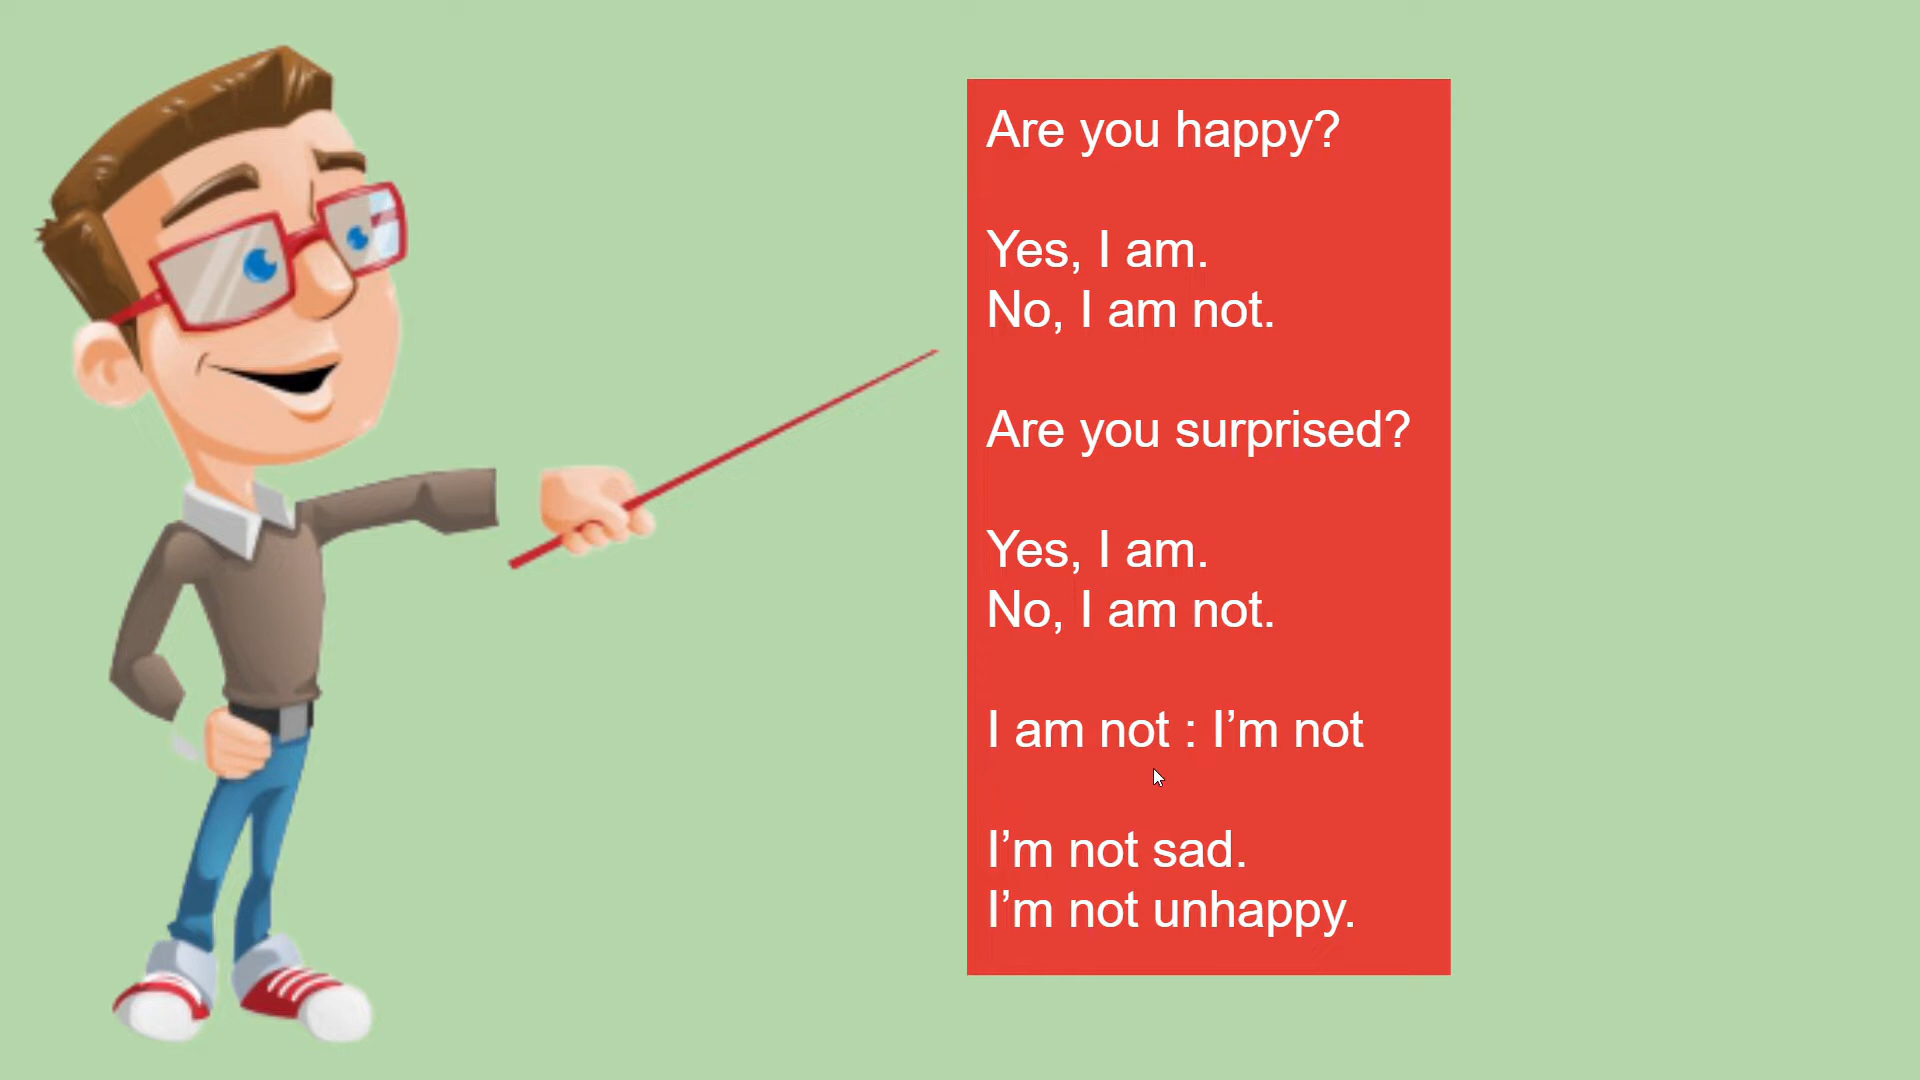 Are you happy?
Yes, I am.
No, I am not.
Are you surprised?
Yes, I am.
No, I am not.
I am not : I’m not
I’m not sad.
I’m not unhappy.